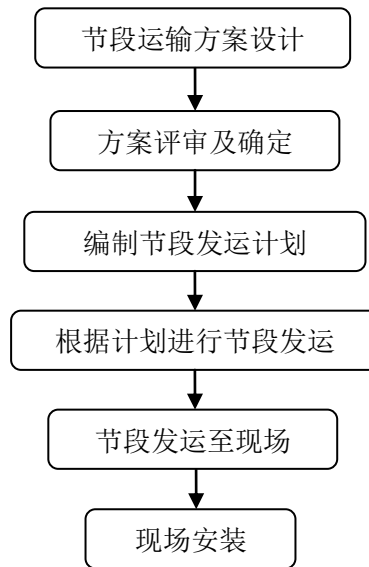 节段运输方案设计
方案评审及确定
编制节段发运计划
根据计划进行节段发运
节段发运至现场
现场安装